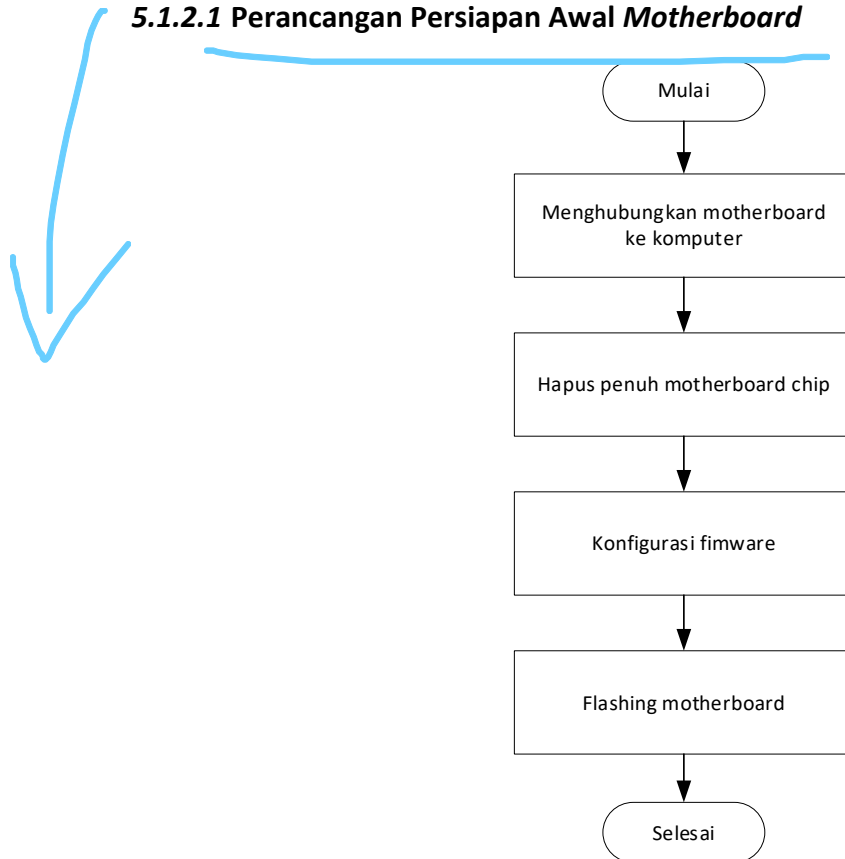 5.1.2.1 Perancangan Persiapan Awal Motherboard
Mulai
Menghubungkan motherboard
ke komputer
Hapus penuh motherboard chip
Konfigurasi fimware
Flashing motherboard
Selesai